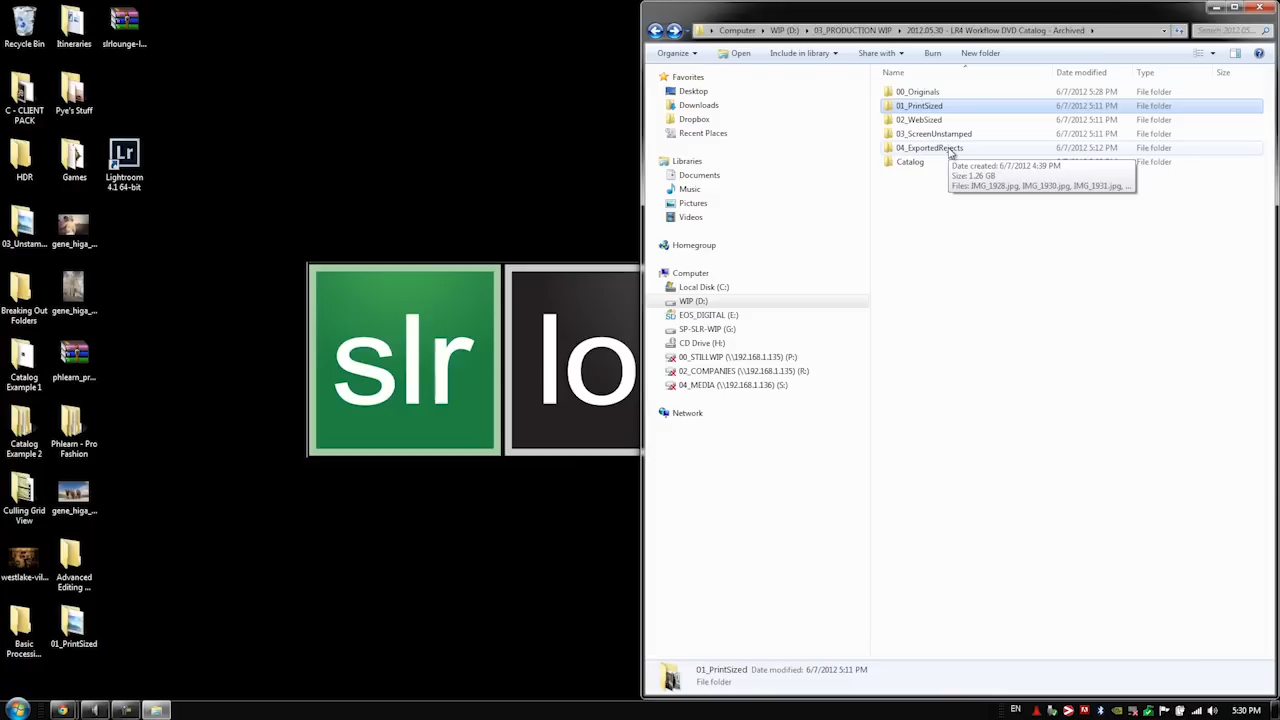 Recycle Bin
Itineraries
slrlounge-l...
C - CLIENT PACK
Pye's Stuff
HDR
Games
Lightroom 4.1 64-bit
03_Unstam...
gene_higa_...
Breaking Out Folders
gene_higa_...
Catalog Example 1
phlearn_pr...
Catalog Example 2
Phlearn - Pro Fashion
Culling Grid View
gene_higa_...
westlake-vil...
Advanced Editing ...
Basic Processi...
01_PrintSized
slr lo
Computer WIP (D:) 03_PRODUCTION WIP 2012.05.30 - LR4 Workflow DVD Catalog - Archived
Search 2012.05....
Organize Open Include in library Share with Burn New folder
Favorites
Desktop
Downloads
Dropbox
Recent Places
Libraries
Documents
Music
Pictures
Videos
Homegroup
Computer
Local Disk (C:)
WIP (D:)
EOS_DIGITAL (E:)
SP-SLR-WIP (G:)
CD Drive (H:)
00_STILLWIP (\\192.168.1.135) (P:)
02_COMPANIES (\\192.168.1.135) (R:)
04_MEDIA (\\192.168.1.136) (S:)
Network
Name Date modified Type Size
00_Originals 6/7/2012 5:28 PM File folder
01_PrintSized 6/7/2012 5:11 PM File folder
02_WebSized 6/7/2012 5:11 PM File folder
03_ScreenUnstamped 6/7/2012 5:11 PM File folder
04_ExportedRejects 6/7/2012 5:12 PM File folder
Catalog File folder
Date created: 6/7/2012 4:39 PM
Size: 1.26 GB
Files: IMG_1928.jpg, IMG_1930.jpg, IMG_1931.jpg, ...
01_PrintSized Date modified: 6/7/2012 5:11 PM
File folder
Lr
EN
5:30 PM